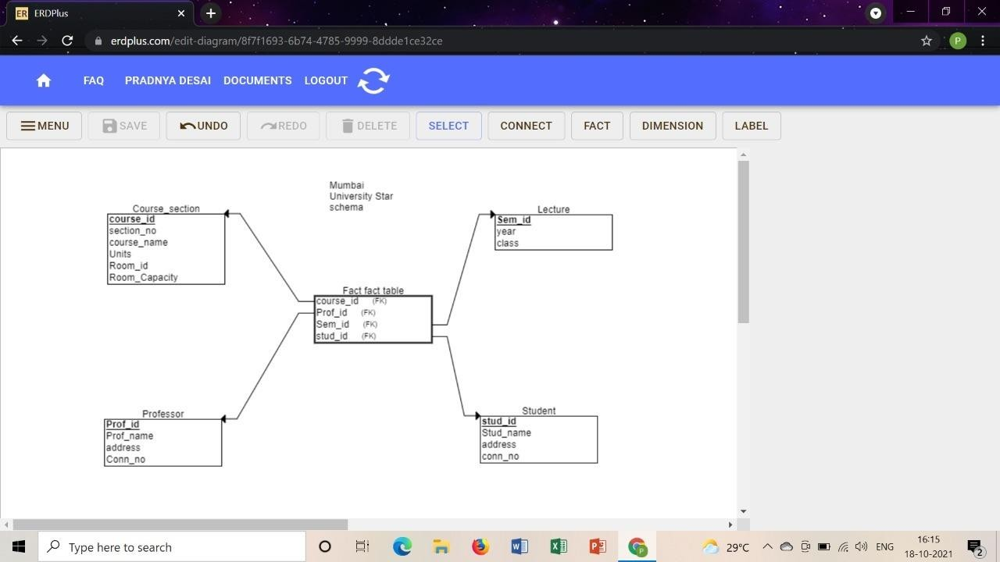 ER ERDPlus
erdplus.com/edit-diagram/8f7f1693-6b74-4785-9999-8ddde1ce32ce
P
FAQ PRADNYA DESAI DOCUMENTS LOGOUT
MENU SAVE UNDO REDO DELETE SELECT CONNECT FACT DIMENSION LABEL
Mumbai
University Star
schema
Course_section
course_id
section_no
course_name
Units
Room_id
Room_Capacity
Lecture
Sem_id
year
class
Fact fact table
course_id (FK)
Prof_id (FK)
Sem_id (FK)
stud_id (FK)
Professor
Prof_id
Prof_name
address
Conn_no
Student
stud_id
Stud_name
address
conn_no
Type here to search
P
29°C
ENG
16:15
18-10-2021
2